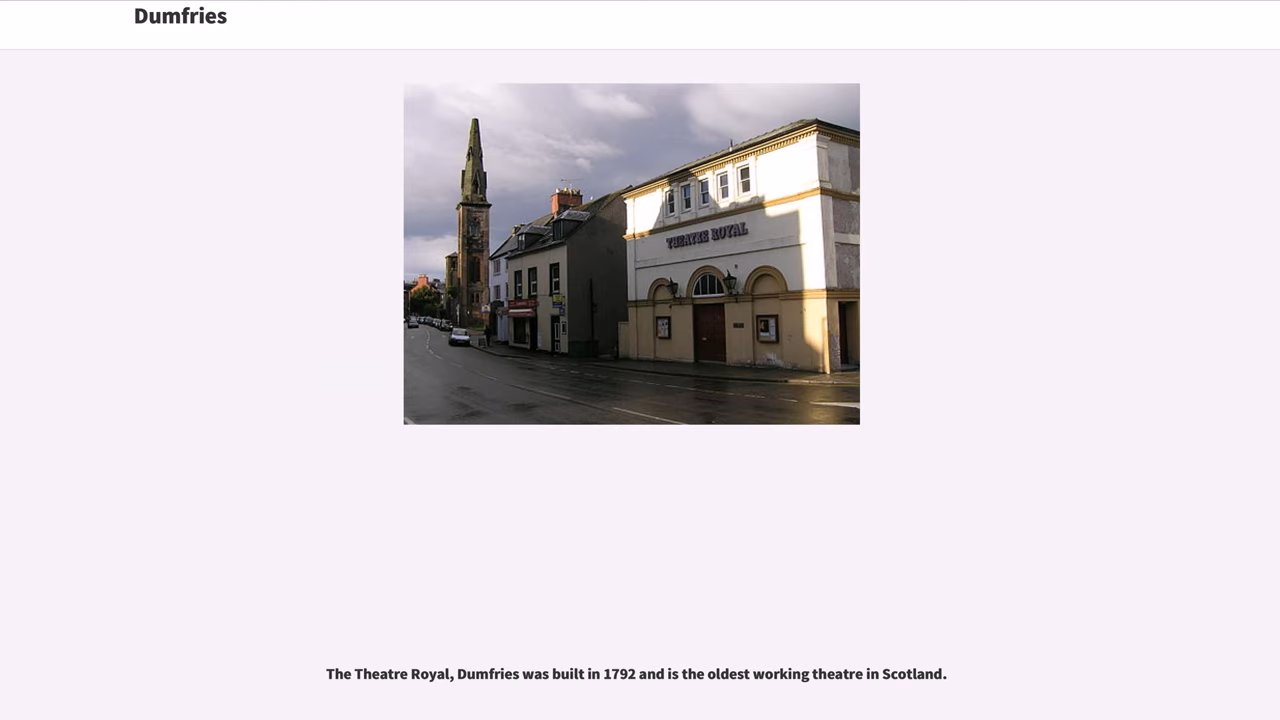 Dumfries
THEATRE ROYAL
The Theatre Royal, Dumfries was built in 1792 and is the oldest working theatre in Scotland.